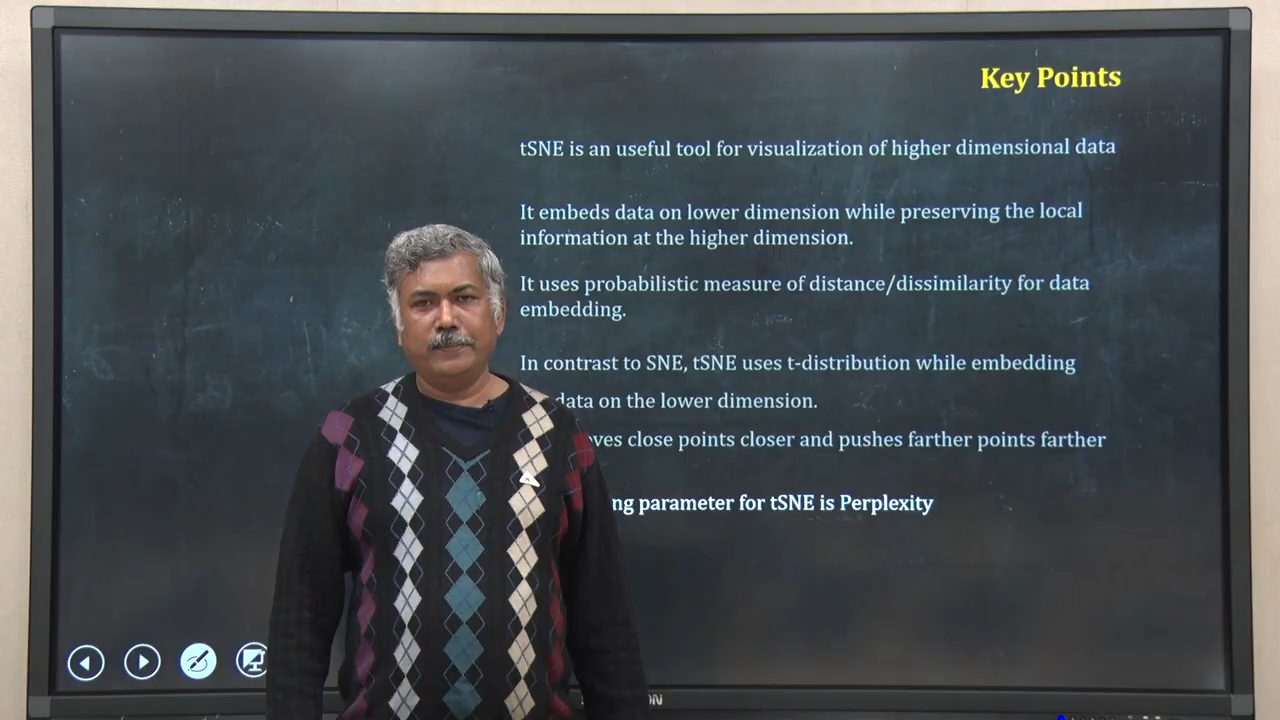 Key Points
tSNE is an useful tool for visualization of higher dimensional data
It embeds data on lower dimension while preserving the local
information at the higher dimension.
It uses probabilistic measure of distance/dissimilarity for data
embedding.
In contrast to SNE, tSNE uses t-distribution while embedding
data on the lower dimension.
close points closer and pushes farther points farther
parameter for tSNE is Perplexity